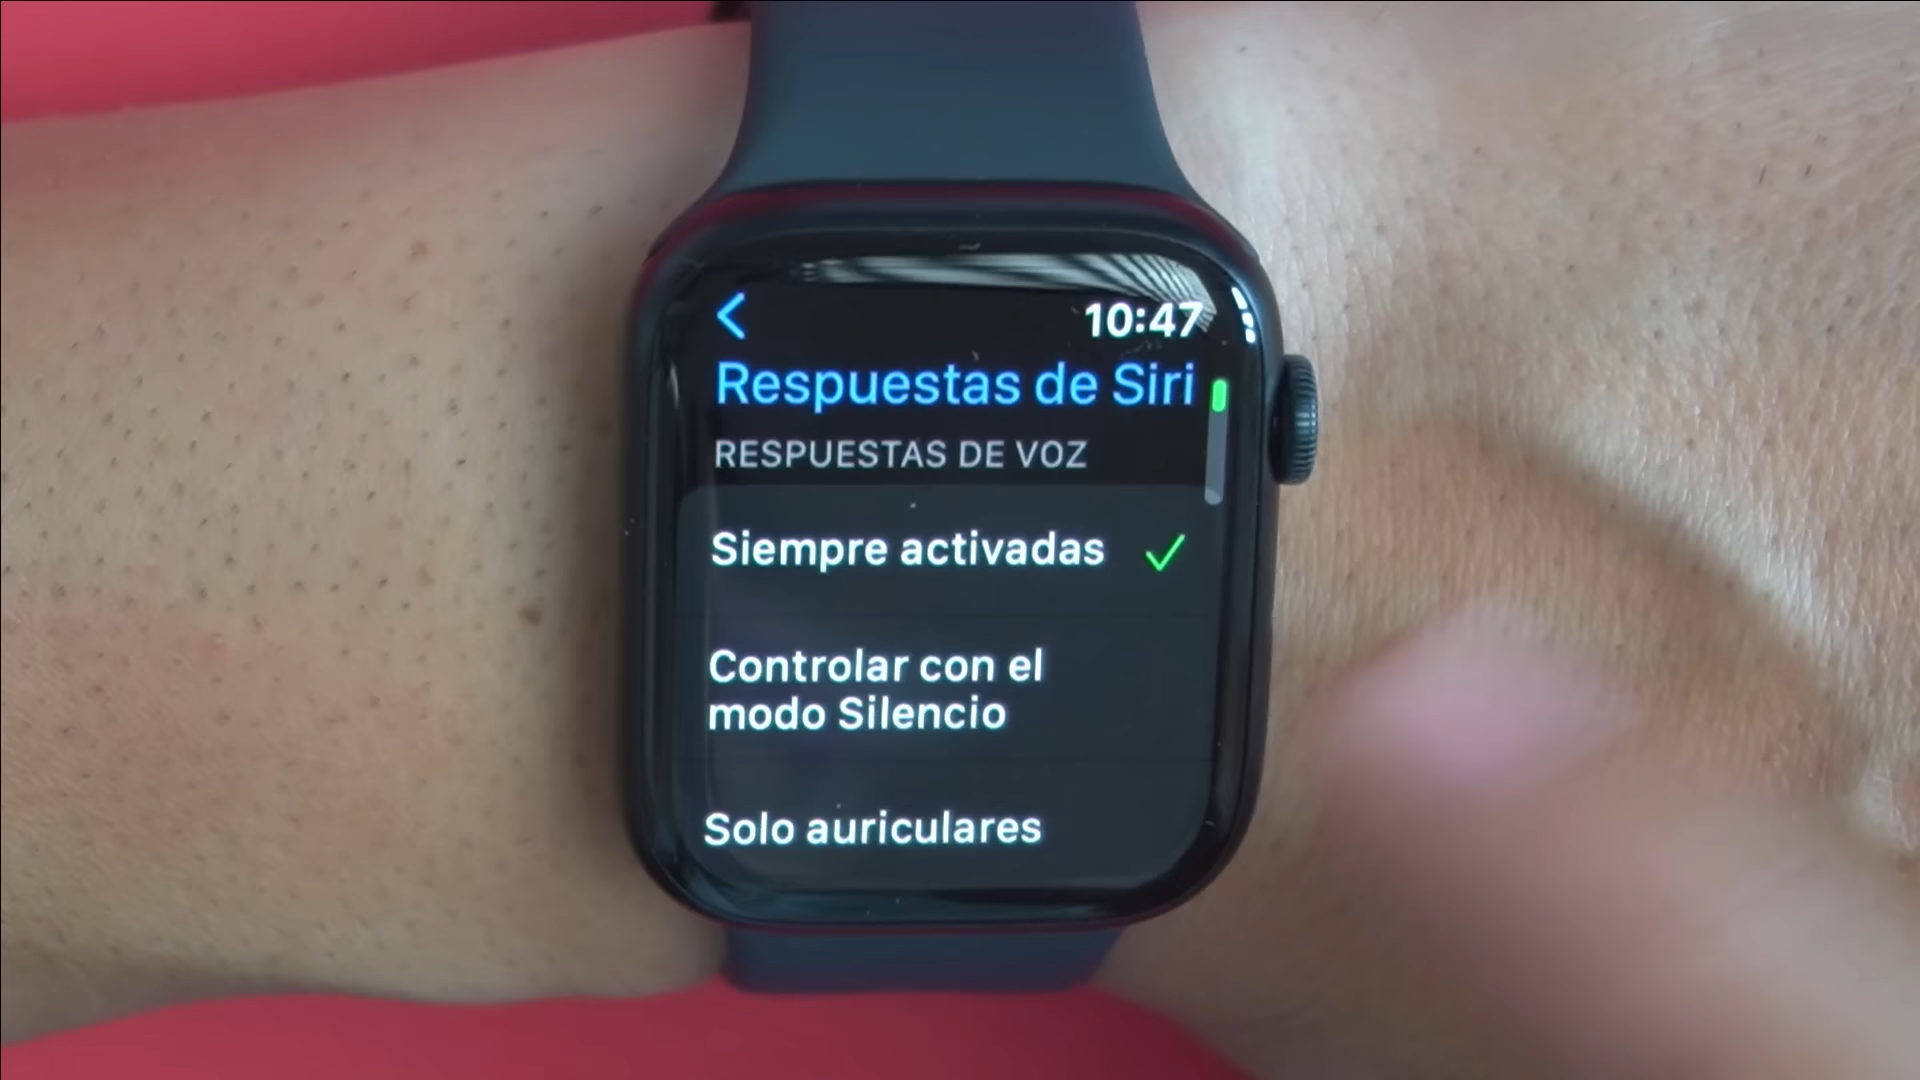 10:47
Respuestas de Siri
RESPUESTAS DE VOZ
Siempre activadas
Controlar con el
modo Silencio
Solo auriculares